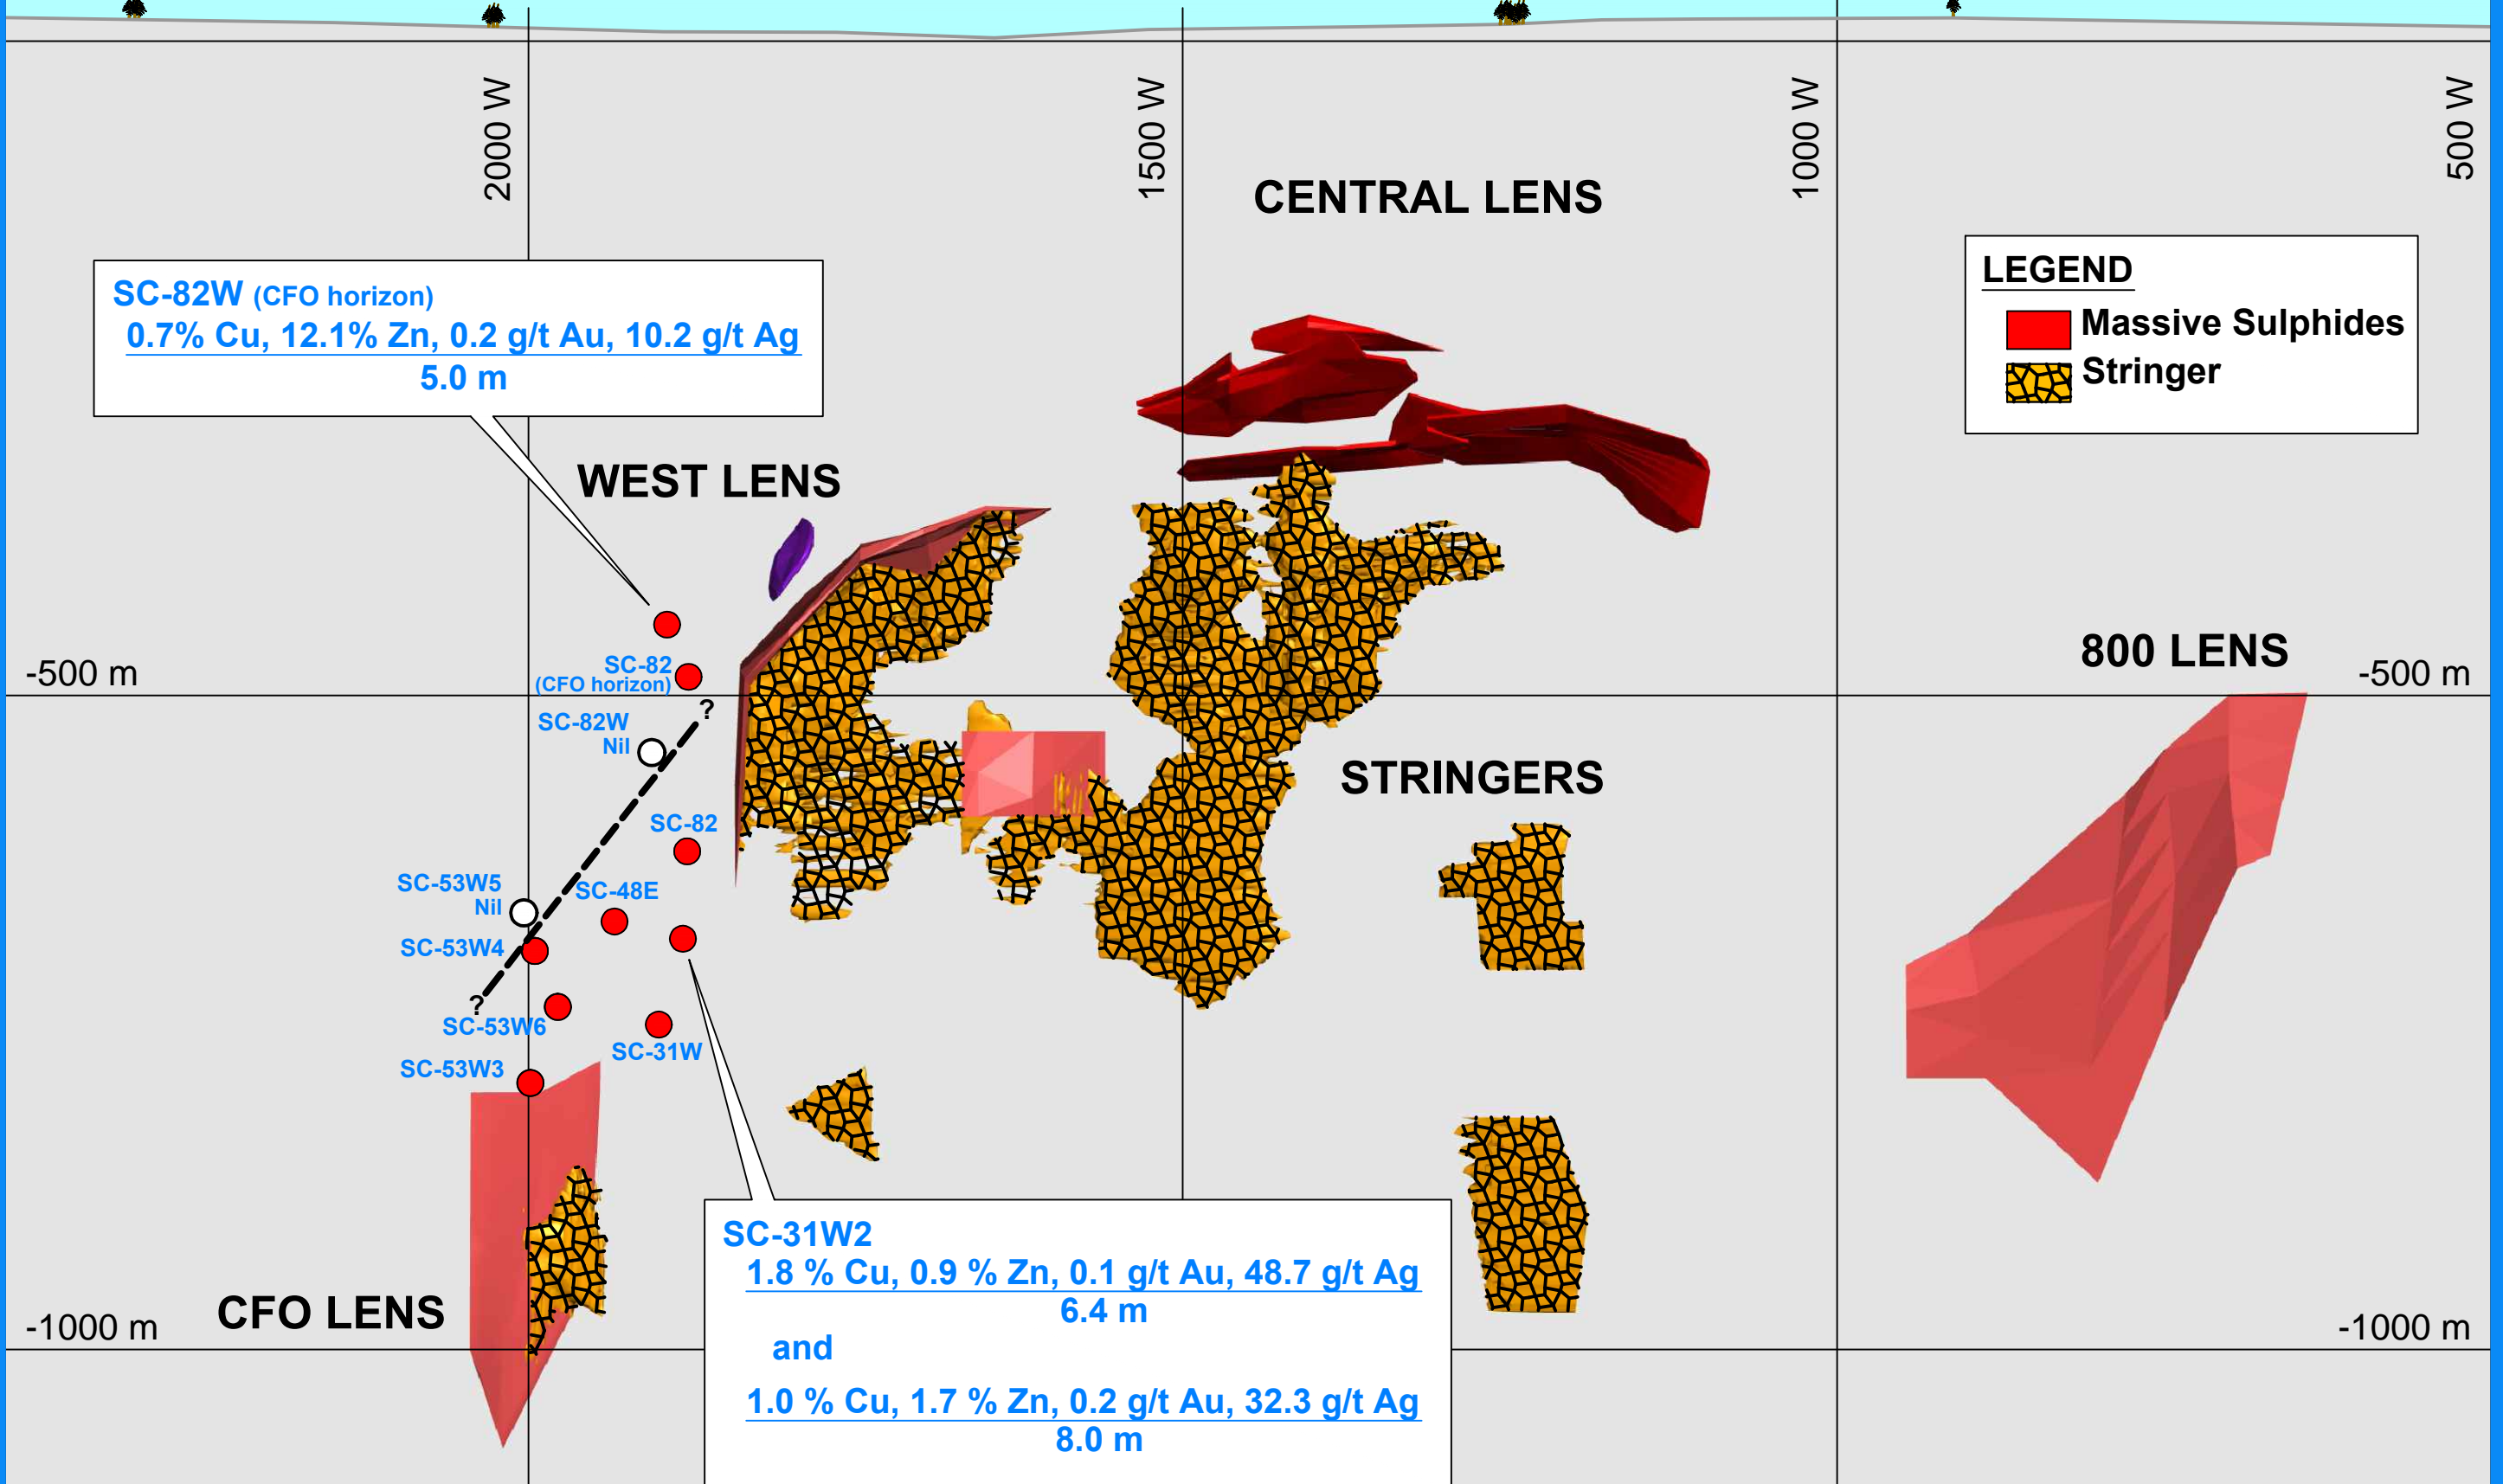 2000 W
1500 W
1000 W
500 W
CENTRAL LENS
LEGEND
Massive Sulphides
Stringer
SC-82W (CFO horizon)
0.7% Cu, 12.1% Zn, 0.2 g/t Au, 10.2 g/t Ag
5.0 m
WEST LENS
800 LENS
-500 m
-500 m
SC-82
(CFO horizon)
?
SC-82W
Nil
STRINGERS
SC-82
SC-53W5
Nil
SC-48E
SC-53W4
?
SC-53W6
SC-31W
SC-53W3
SC-31W2
1.8 % Cu, 0.9 % Zn, 0.1 g/t Au, 48.7 g/t Ag
6.4 m
and
1.0 % Cu, 1.7 % Zn, 0.2 g/t Au, 32.3 g/t Ag
8.0 m
CFO LENS
-1000 m
-1000 m